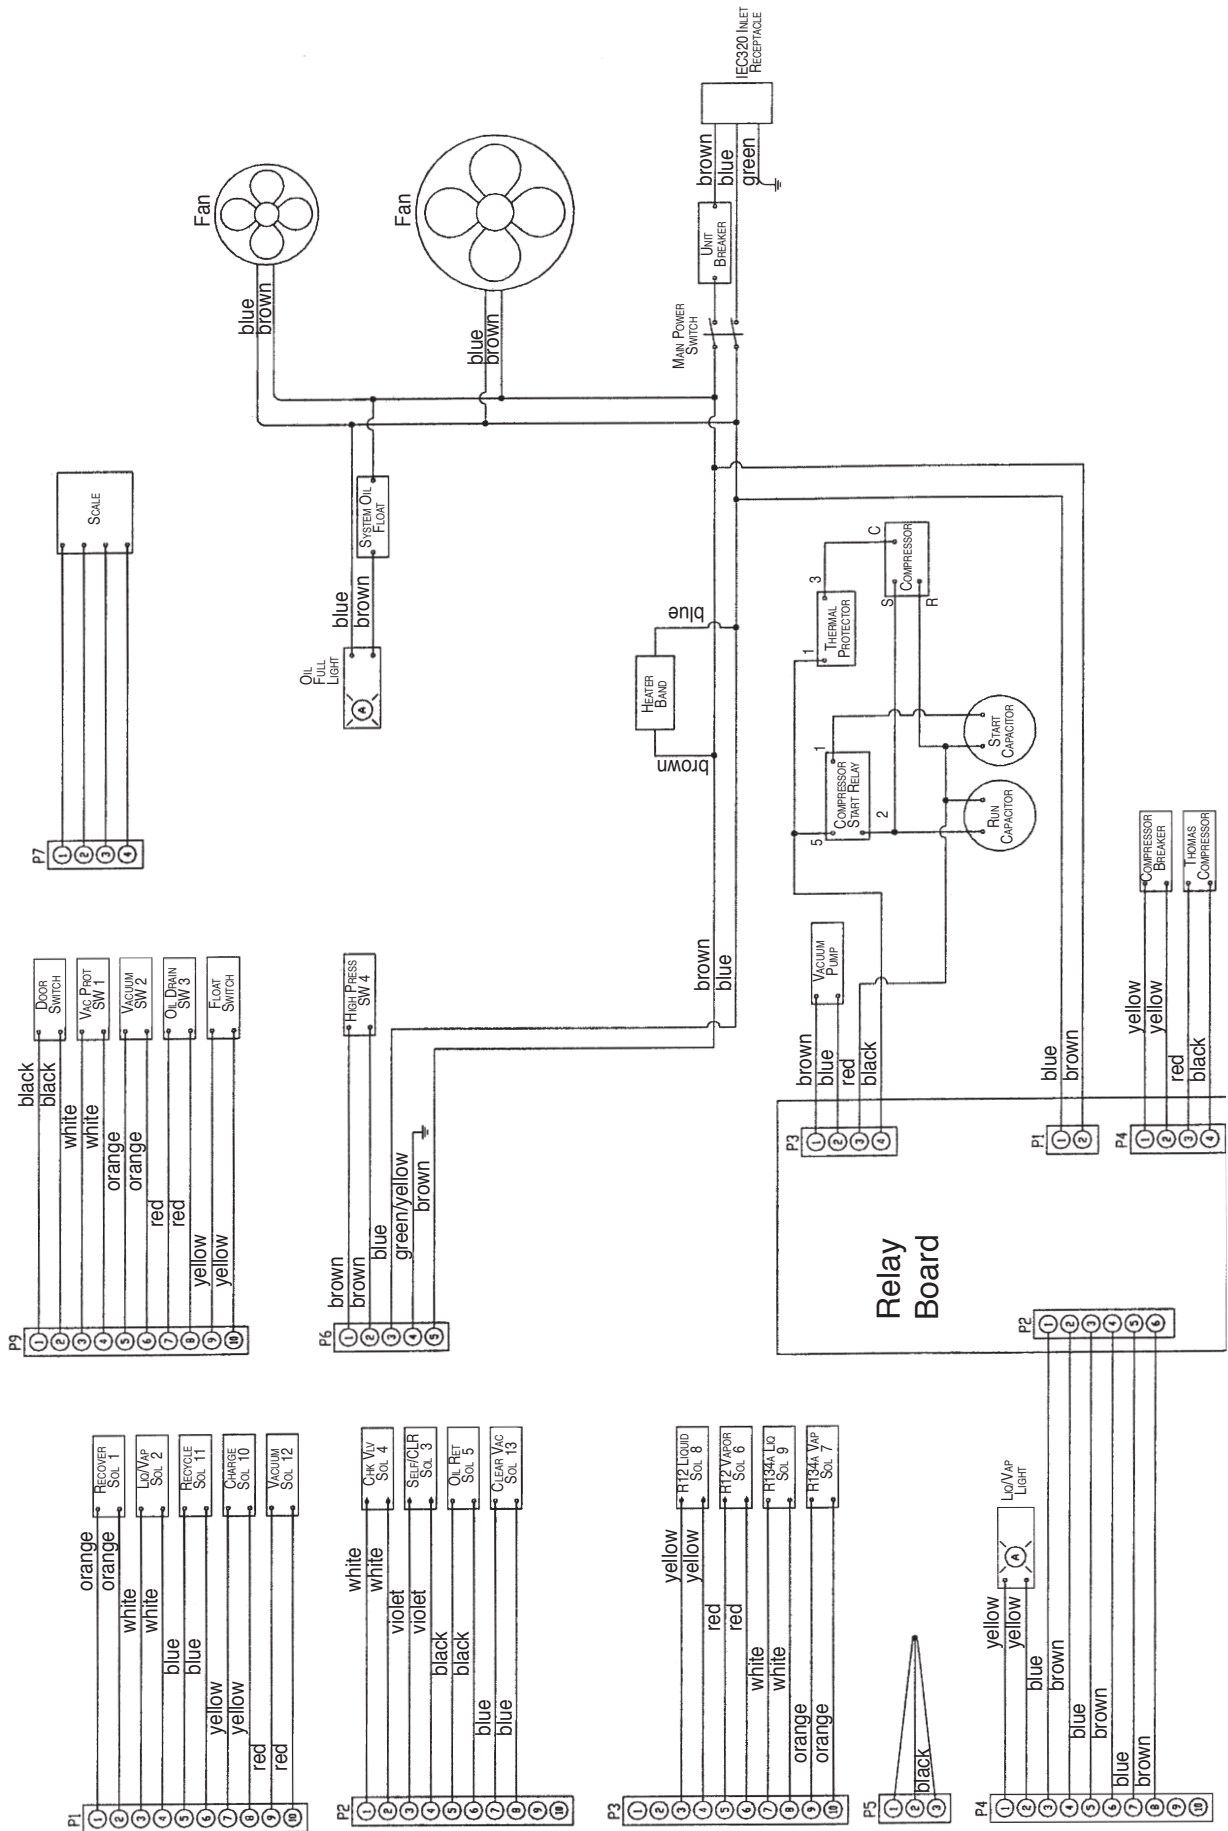 IEC320 INLET
RECEPTACLE
brown
blue
green
UNIT
BREAKER
MAIN POWER
SWITCH
Fan
blue
brown
Fan
blue
brown
SCALE
P7
1
2
3
4
SYSTEM OIL
FLOAT
blue
brown
OIL
FULL
LIGHT
A
HEATER
BAND
blue
brown
C
COMPRESSOR
S
R
3
THERMAL
PROTECTOR
1
1
COMPRESSOR
START RELAY
5
2
START
CAPACITOR
RUN
CAPACITOR
brown
blue
DOOR
SWITCH
VAC PROT
SW 1
VACUUM
SW 2
OIL DRAIN
SW 3
FLOAT
SWITCH
black
black
white
white
orange
orange
red
red
yellow
yellow
P9
1
2
3
4
5
6
7
8
9
10
HIGH PRESS
SW 4
brown
brown
blue
green/yellow
brown
P6
1
2
3
4
5
VACUUM
PUMP
brown
blue
red
black
P3
1
2
3
4
blue
brown
P1
1
2
COMPRESSOR
BREAKER
THOMAS
COMPRESSOR
yellow
yellow
red
black
P4
1
2
3
4
Relay
Board
P2
1
2
3
4
5
6
RECOVER
SOL 1
LIQ/VAP
SOL 2
RECYCLE
SOL 11
CHARGE
SOL 10
VACUUM
SOL 12
orange
orange
white
white
blue
blue
yellow
yellow
red
red
P1
1
2
3
4
5
6
7
8
9
10
CHK VLV
SOL 4
SELF/CLR
SOL 3
OIL RET
SOL 5
CLEAR VAC
SOL 13
white
white
violet
violet
black
black
blue
blue
P2
1
2
3
4
5
6
7
8
9
10
R12 LIQUID
SOL 8
R12 VAPOR
SOL 6
R134A LIQ
SOL 9
R134A VAP
SOL 7
yellow
yellow
red
red
white
white
orange
orange
P3
1
2
3
4
5
6
7
8
9
10
black
P5
1
2
3
LIQ/VAP
LIGHT
A
yellow
yellow
blue
brown
blue
brown
blue
brown
P4
1
2
3
4
5
6
7
8
9
10